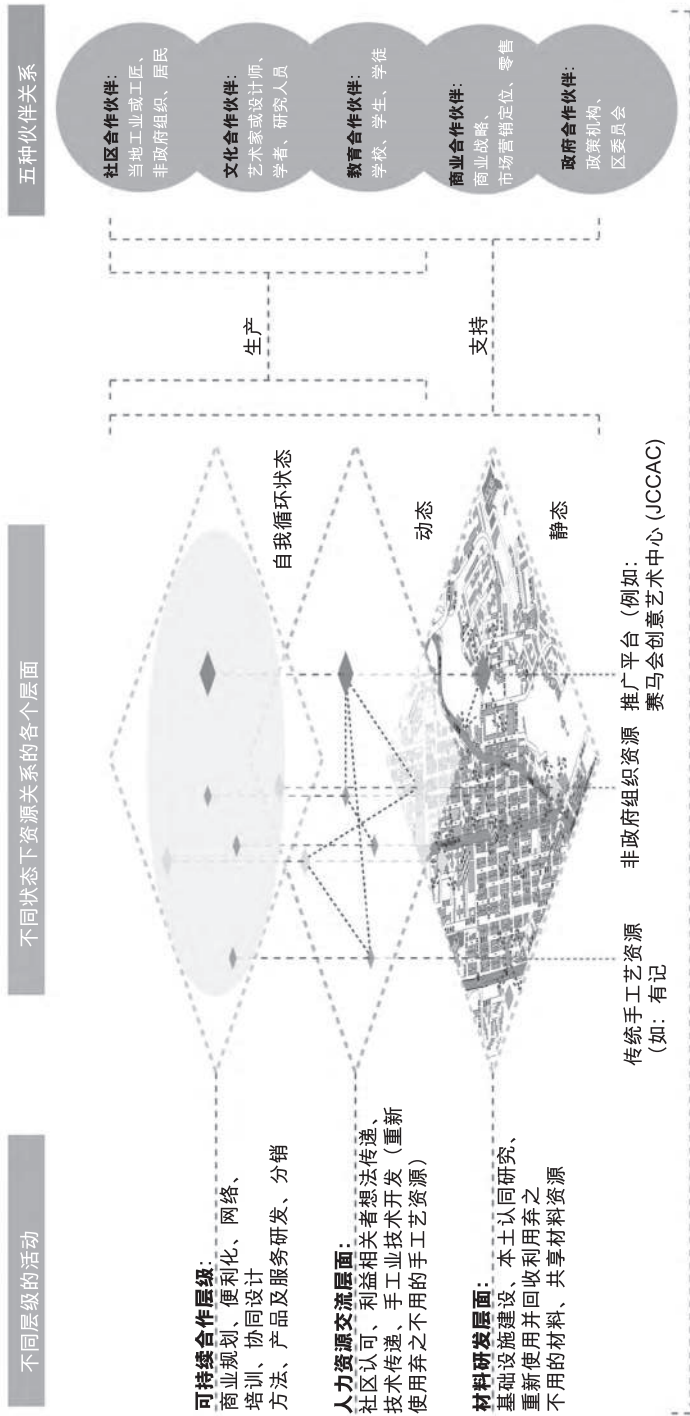 不同层级的活动
可持续合作层级：
商业规划、便利化、网络、
培训、协同设计
方法、产品及服务研发、分销
人力资源交流层面：
社区认可、利益相关者想法传递、
技术传递、手工业技术开发（重新
使用弃之不用的手工艺资源）
材料研发层面：
基础设施建设、本土认同研究、
重新使用并回收利用弃之
不用的材料、共享材料资源
不同状态下资源关系的各个层面
自我循环状态
动态
静态
传统手工艺资源
（如：有记
非政府组织资源
推广平台（例如：
赛马会创意艺术中心 (JCCAC)
生产
支持
五种伙伴关系
社区合作伙伴：
当地工业或工匠、
非政府组织、居民
文化合作伙伴：
艺术家或设计师、
学者、研究人员
教育合作伙伴：
学校、学生、学徒
商业合作伙伴：
商业战略、
市场营销定位、零售
政府合作伙伴：
政策机构、
区委员会